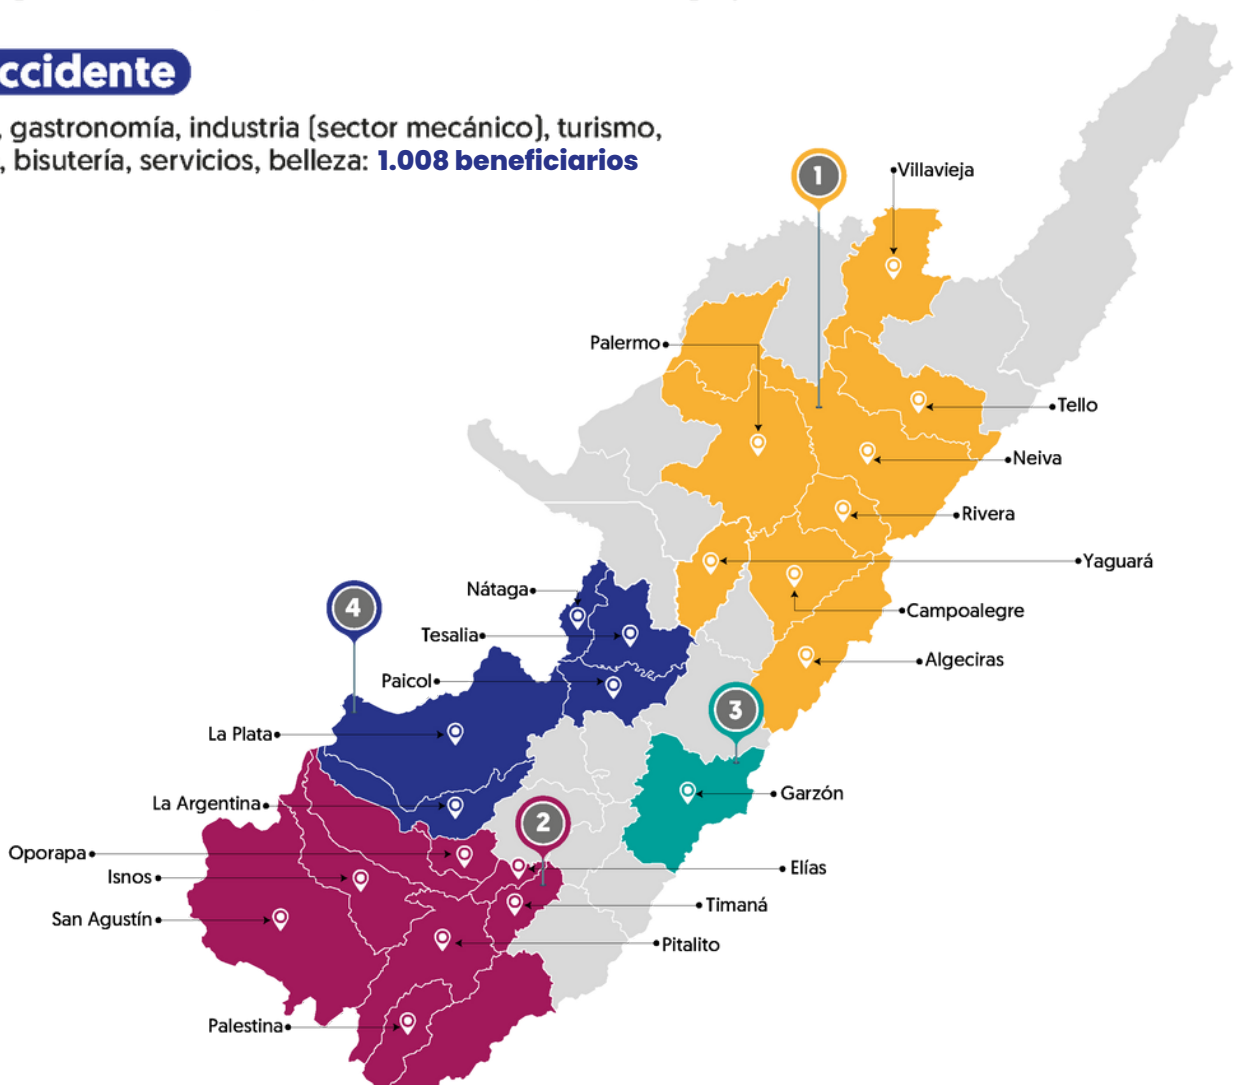 ccidente
, gastronomía, industria (sector mecánico), turismo,
, bisutería, servicios, belleza: 1.008 beneficiarios
1
Villavieja
Palermo
Tello
Neiva
Rivera
Yaguará
Nátaga
4
Campoalegre
Tesalia
Algeciras
Paicol
3
La Plata
Garzón
La Argentina
2
Oporapa
Elías
Isnos
Timaná
San Agustín
Pitalito
Palestina